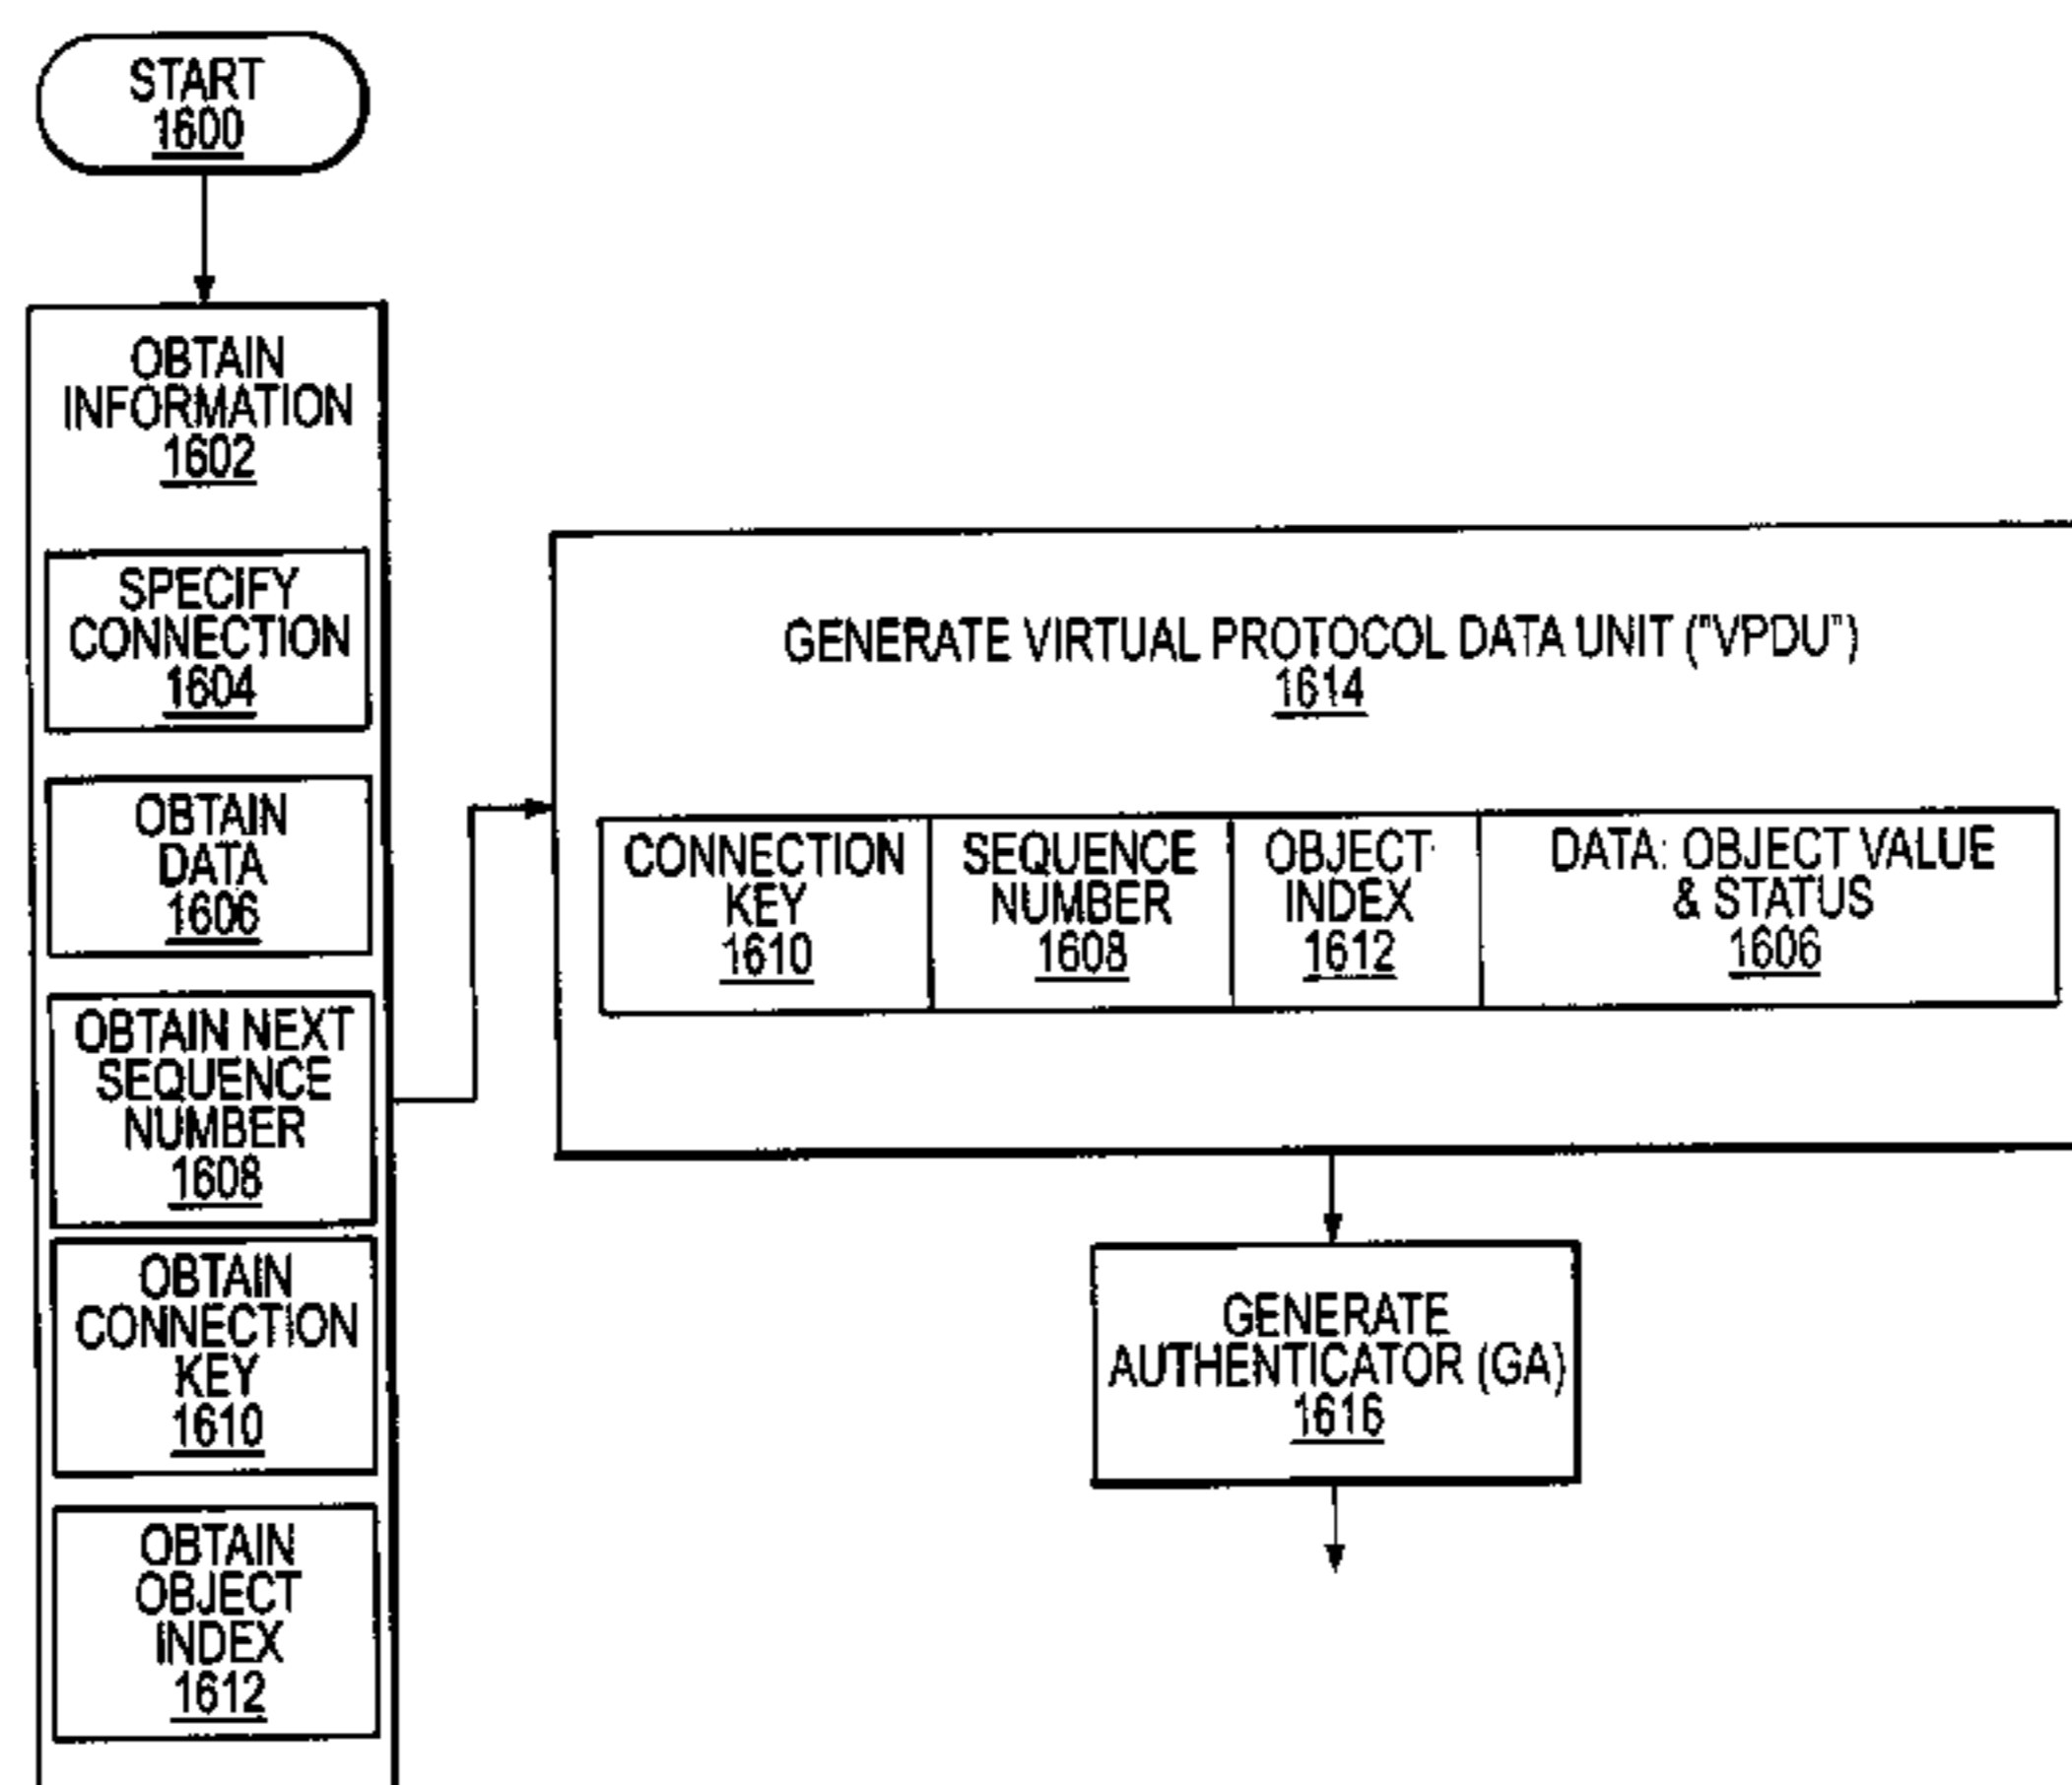 START
1600
OBTAIN
INFORMATION
1602
SPECIFY
CONNECTION
1604
OBTAIN
DATA
1606
OBTAIN NEXT
SEQUENCE
NUMBER
1608
OBTAIN
CONNECTION
KEY
1610
OBTAIN
OBJECT
INDEX
1612
GENERATE VIRTUAL PROTOCOL DATA UNIT ("VPDU")
1614
CONNECTION
KEY
1610
SEQUENCE
NUMBER
1608
OBJECT
INDEX
1612
DATA: OBJECT VALUE
& STATUS
1606
GENERATE
AUTHENTICATOR (GA)
1616